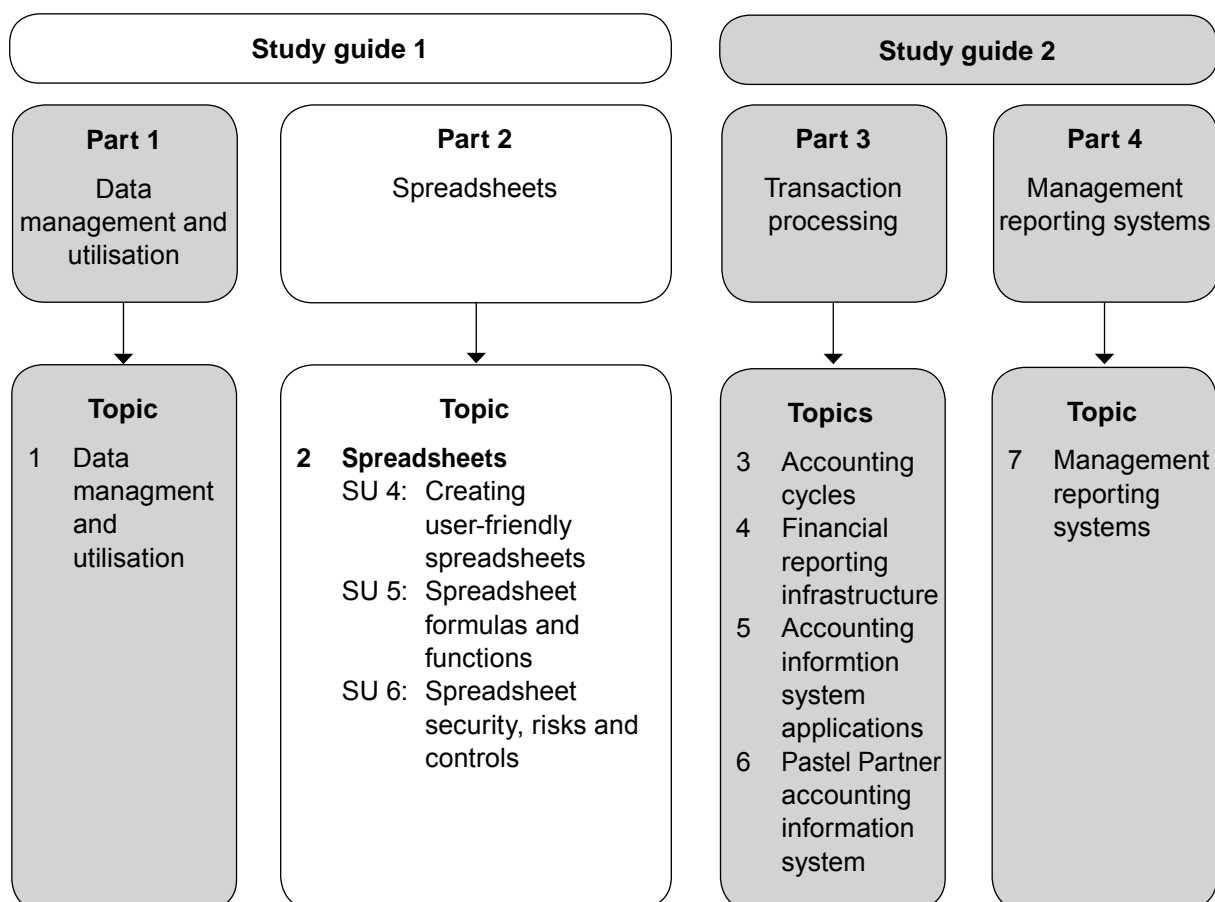 Study guide 1
Study guide 2
Part 1
Data
management and
utilisation
Part 2
Spreadsheets
Part 3
Transaction
processing
Part 4
Management
reporting systems
Topic
1 Data
managment
and
utilisation
Topic
2 Spreadsheets
SU 4: Creating
user-friendly
spreadsheets
SU 5: Spreadsheet
formulas and
functions
SU 6: Spreadsheet
security, risks and
controls
Topics
3 Accounting
cycles
4 Financial
reporting
infrastructure
5 Accounting
informtion
system
applications
6 Pastel Partner
accounting
information
system
Topic
7 Management
reporting
systems